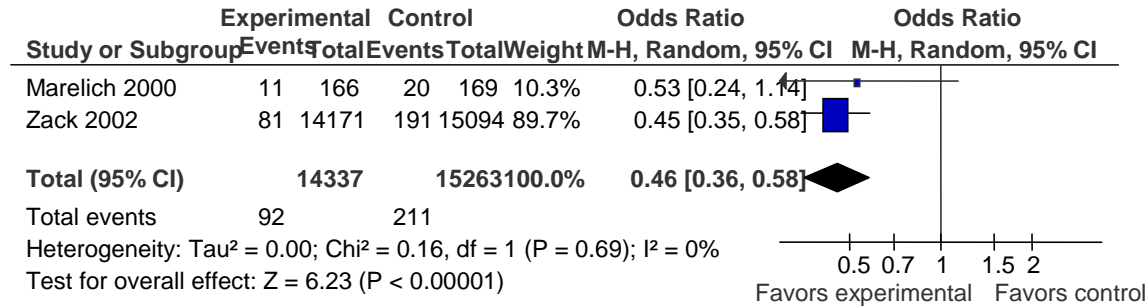 Experimental Control Odds Ratio Odds Ratio
Study or Subgroup Events Total Events Total Weight M-H, Random, 95% CI M-H, Random, 95% CI
Marelich 2000 11 166 20 169 10.3% 0.53 [0.24, 1.14]
Zack 2002 81 14171 191 15094 89.7% 0.45 [0.35, 0.58]
Total (95% CI) 14337 15263 100.0% 0.46 [0.36, 0.58]
Total events 92 211
Heterogeneity: Tau² = 0.00; Chi² = 0.16, df = 1 (P = 0.69); I² = 0%
Test for overall effect: Z = 6.23 (P < 0.00001)
0.5 0.7 1 1.5 2
Favors experimental Favors control